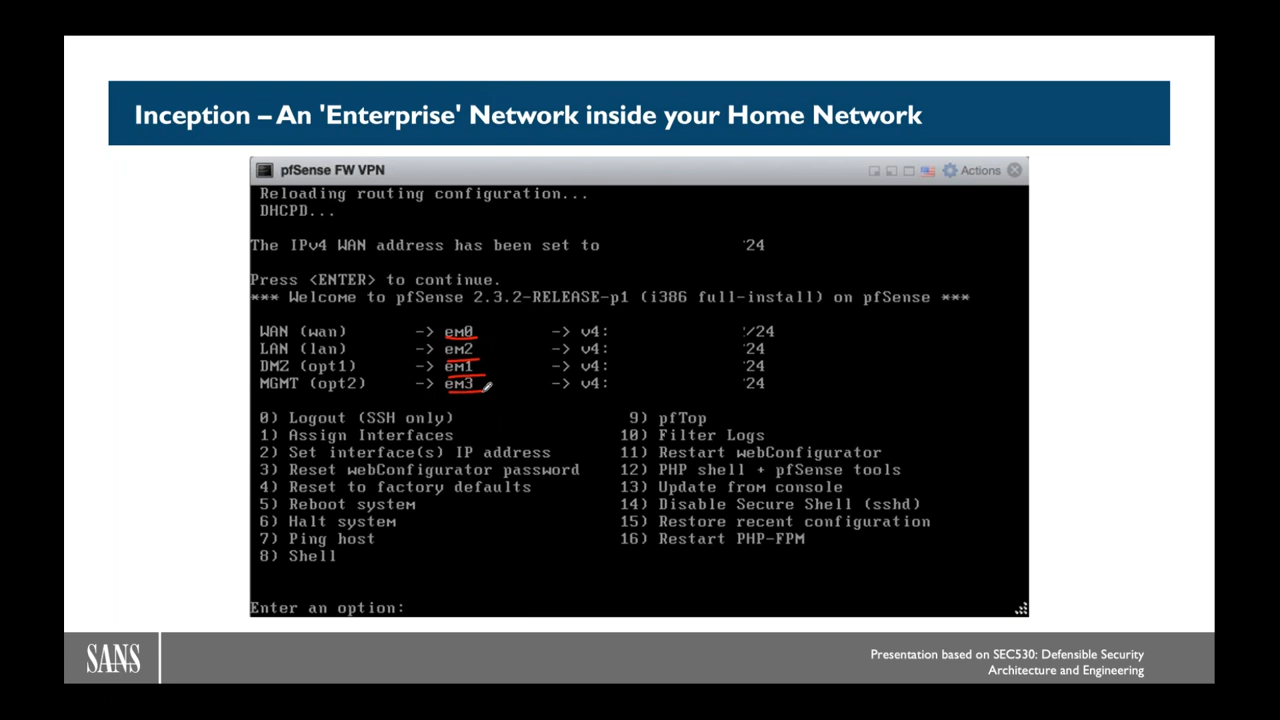 Inception – An 'Enterprise' Network inside your Home Network
pfSense FW VPN
Actions
Reloading routing configuration...
DHCPD...
The IPv4 WAN address has been set to 24
Press <ENTER> to continue.
*** Welcome to pfSense 2.3.2-RELEASE-p1 (i386 full-install) on pfSense ***
WAN (wan) -> em0 -> v4: /24
LAN (lan) -> em2 -> v4: 24
DMZ (opt1) -> em1 -> v4: 24
MGMT (opt2) -> em3 -> v4: 24
0) Logout (SSH only) 9) pfTop
1) Assign Interfaces 10) Filter Logs
2) Set interface(s) IP address 11) Restart webConfigurator
3) Reset webConfigurator password 12) PHP shell + pfSense tools
4) Reset to factory defaults 13) Update from console
5) Reboot system 14) Disable Secure Shell (sshd)
6) Halt system 15) Restore recent configuration
7) Ping host 16) Restart PHP-FPM
8) Shell
Enter an option:
SANS
Presentation based on SEC530: Defensible Security
Architecture and Engineering